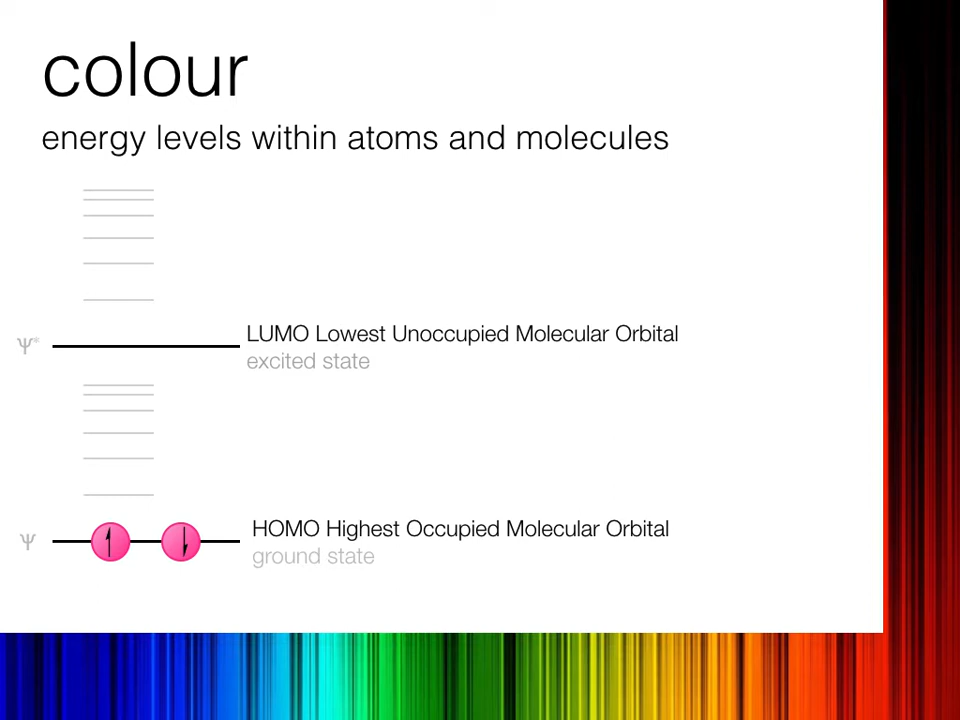 colour
energy levels within atoms and molecules
ψ*
LUMO Lowest Unoccupied Molecular Orbital
excited state
ψ
HOMO Highest Occupied Molecular Orbital
ground state